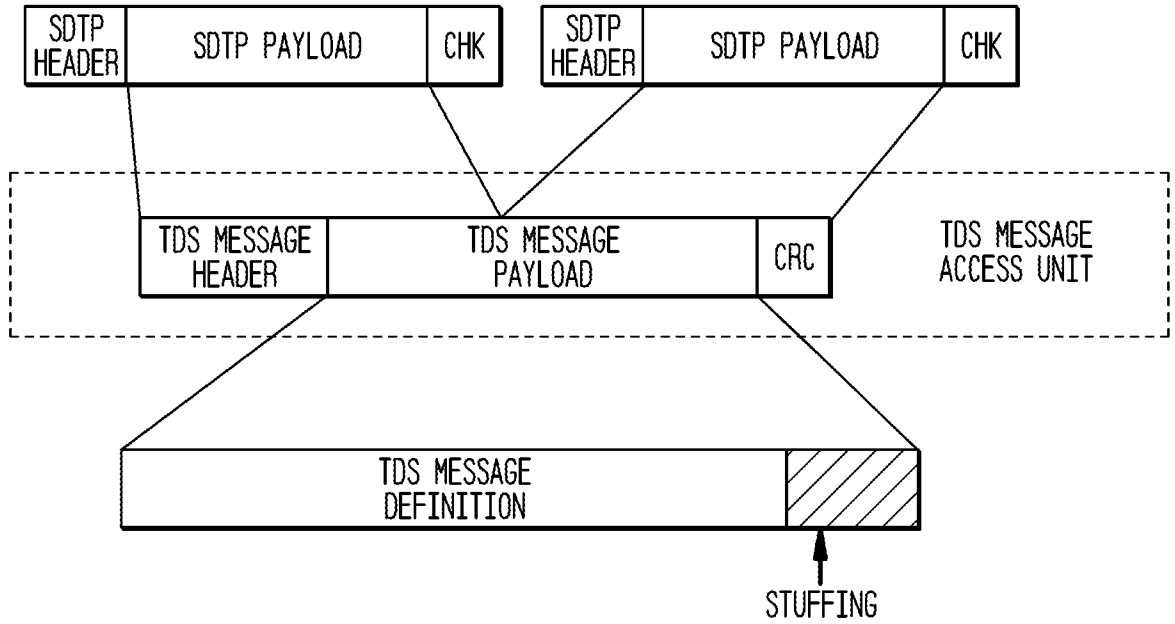 SDTP
HEADER
SDTP PAYLOAD
CHK
SDTP
HEADER
SDTP PAYLOAD
CHK
TDS MESSAGE
HEADER
TDS MESSAGE
PAYLOAD
CRC
TDS MESSAGE
ACCESS UNIT
TDS MESSAGE
DEFINITION
STUFFING